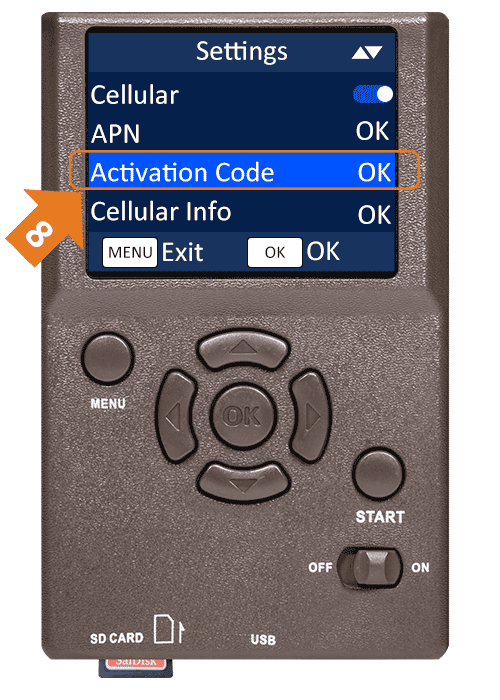 Settings
Cellular
APN OK
Activation Code OK
Cellular Info OK
MENU Exit OK OK
8
MENU
OK
START
OFF ON
SD CARD
USB
SanDisk